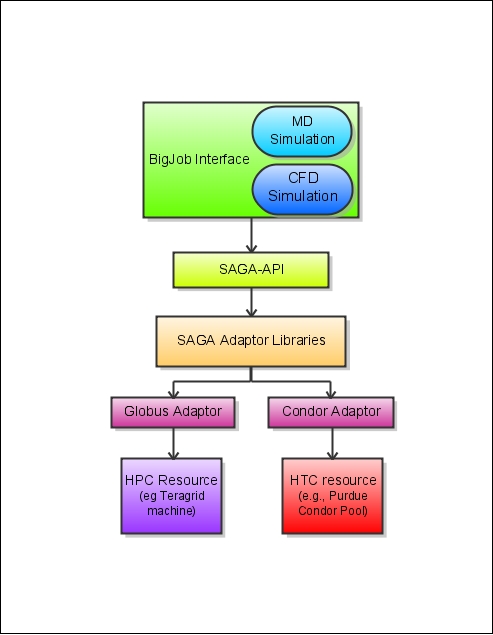 MD
Simulation
BigJob Interface
CFD
Simulation
SAGA-API
SAGA Adaptor Libraries
Globus Adaptor
Condor Adaptor
HPC Resource
(eg Teragrid
machine)
HTC resource
(e.g., Purdue
Condor Pool)